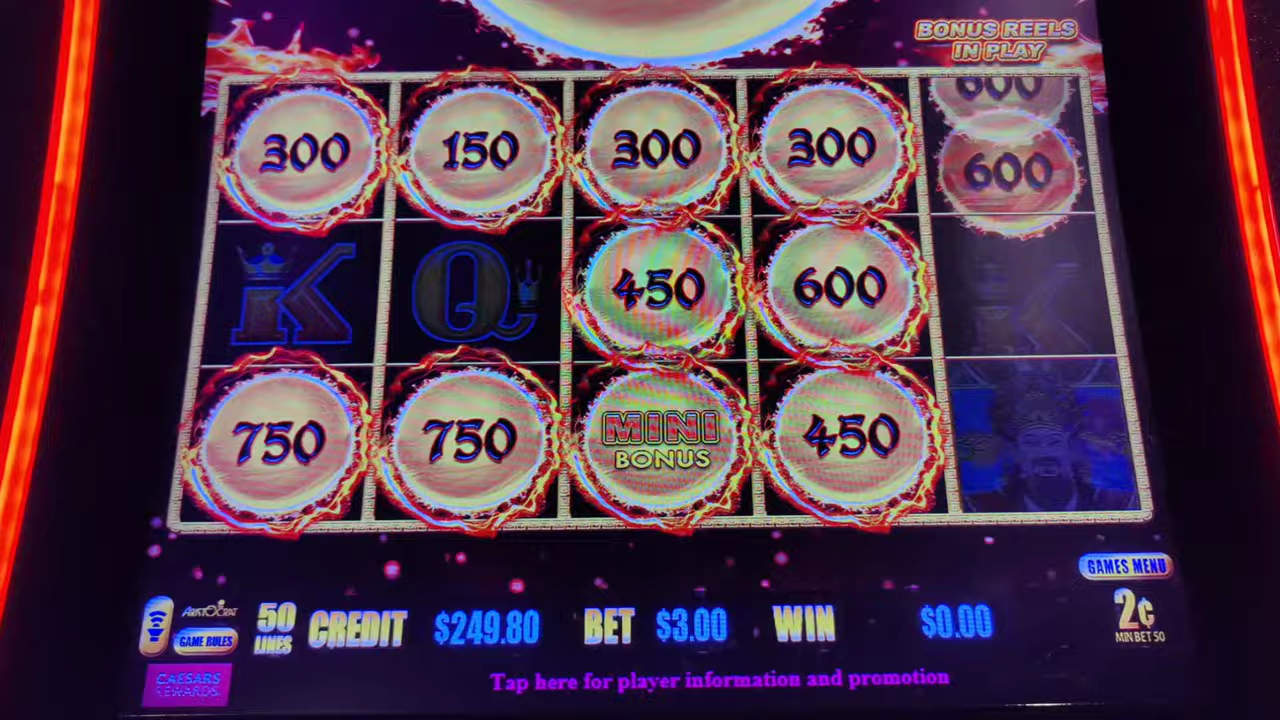 BONUS REELS
IN PLAY
600
300 150 300 300 600
K Q 450 600 K
750 750 MINI
BONUS 450
GAMES MENU
ARISTOCRAT
GAME RULES
50
LINES
CREDIT $249.80 BET $3.00 WIN $0.00
2¢
MIN BET 50
CAESARS
REWARDS
Tap here for player information and promotion